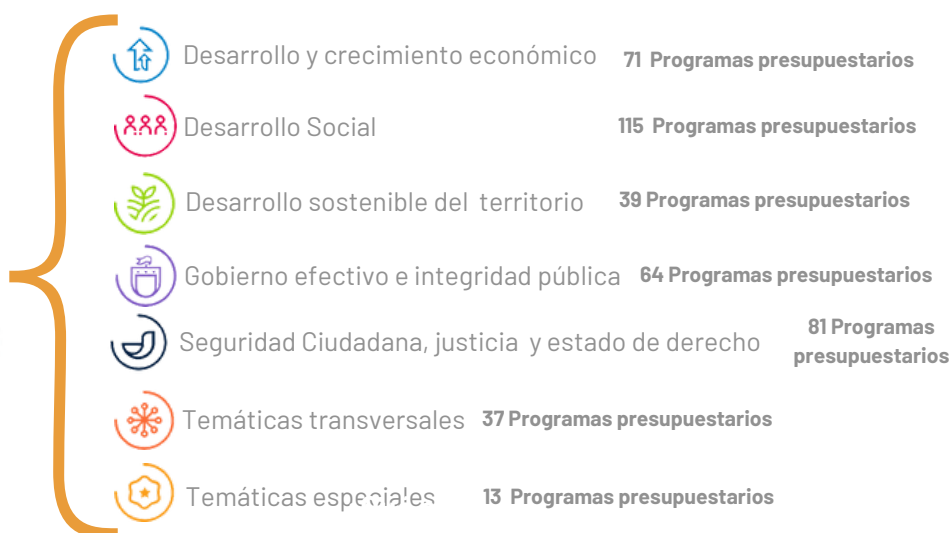 Desarrollo y crecimiento económico 71 Programas presupuestarios
Desarrollo Social 115 Programas presupuestarios
Desarrollo sostenible del territorio 39 Programas presupuestarios
Gobierno efectivo e integridad pública 64 Programas presupuestarios
Seguridad Ciudadana, justicia y estado de derecho 81 Programas
presupuestarios
Temáticas transversales 37 Programas presupuestarios
Temáticas especiales 13 Programas presupuestarios